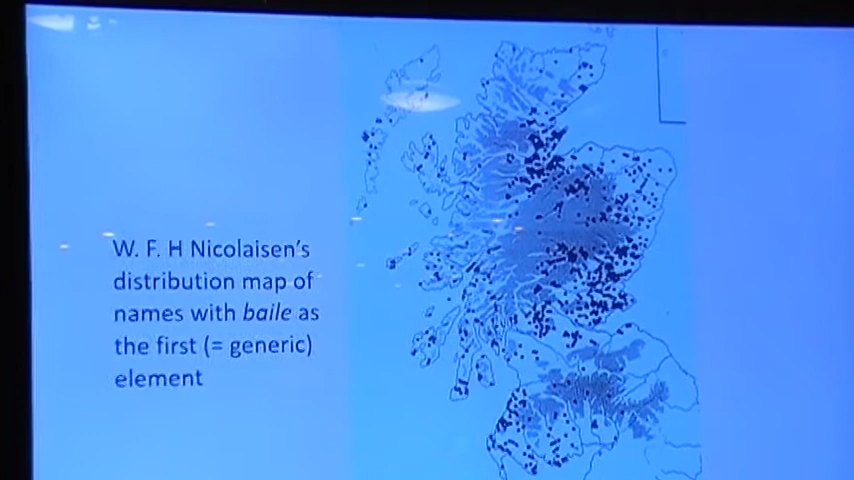 W. F. H Nicolaisen's
distribution map of
names with baile as
the first (= generic)
element